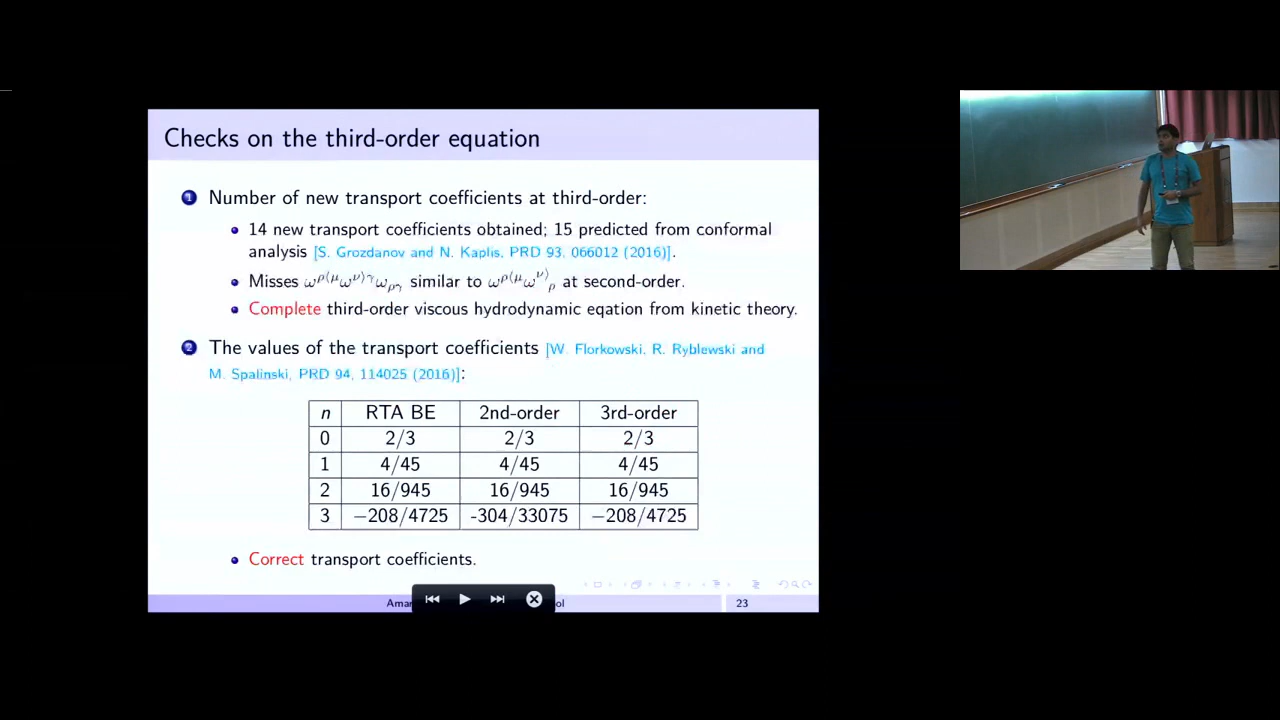 Checks on the third-order equation
1 Number of new transport coefficients at third-order:
14 new transport coefficients obtained; 15 predicted from conformal
analysis [S. Grozdanov and N. Kaplis, PRD 93, 066012 (2016)].
Misses ω^{ρ⟨μ}ω^{ν⟩γ}ω_{ργ} similar to ω^{ρ⟨μ}ω^{ν⟩}_ρ at second-order.
Complete third-order viscous hydrodynamic eqation from kinetic theory.
2 The values of the transport coefficients [W. Florkowski, R. Ryblewski and
M. Spalinski, PRD 94, 114025 (2016)]:
n RTA BE 2nd-order 3rd-order
0 2/3 2/3 2/3
1 4/45 4/45 4/45
2 16/945 16/945 16/945
3 −208/4725 -304/33075 −208/4725
Correct transport coefficients.
23